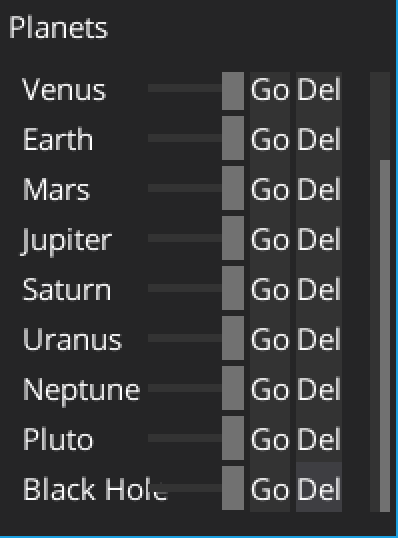 Planets
Venus Go Del
Earth Go Del
Mars Go Del
Jupiter Go Del
Saturn Go Del
Uranus Go Del
Neptune Go Del
Pluto Go Del
Black Hole Go Del